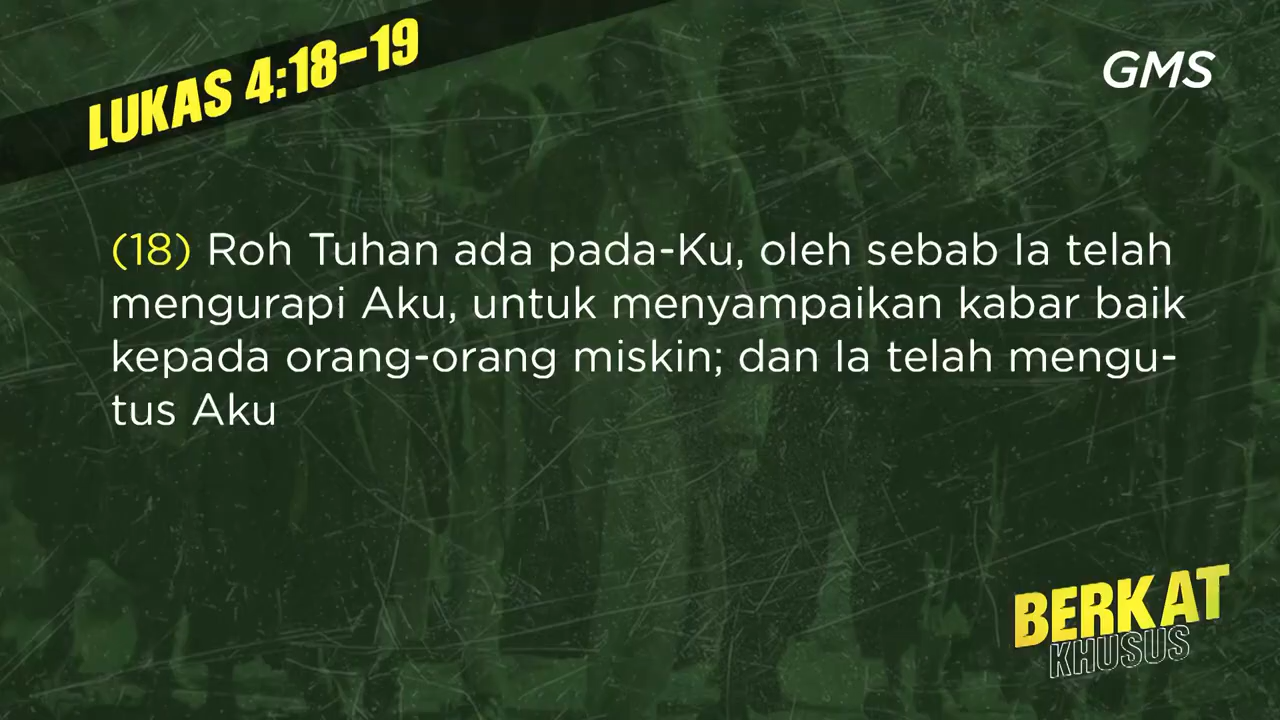 LUKAS 4:18–19
GMS
(18) Roh Tuhan ada pada-Ku, oleh sebab Ia telah
mengurapi Aku, untuk menyampaikan kabar baik
kepada orang-orang miskin; dan Ia telah mengu-
tus Aku
BERKAT
KHUSUS